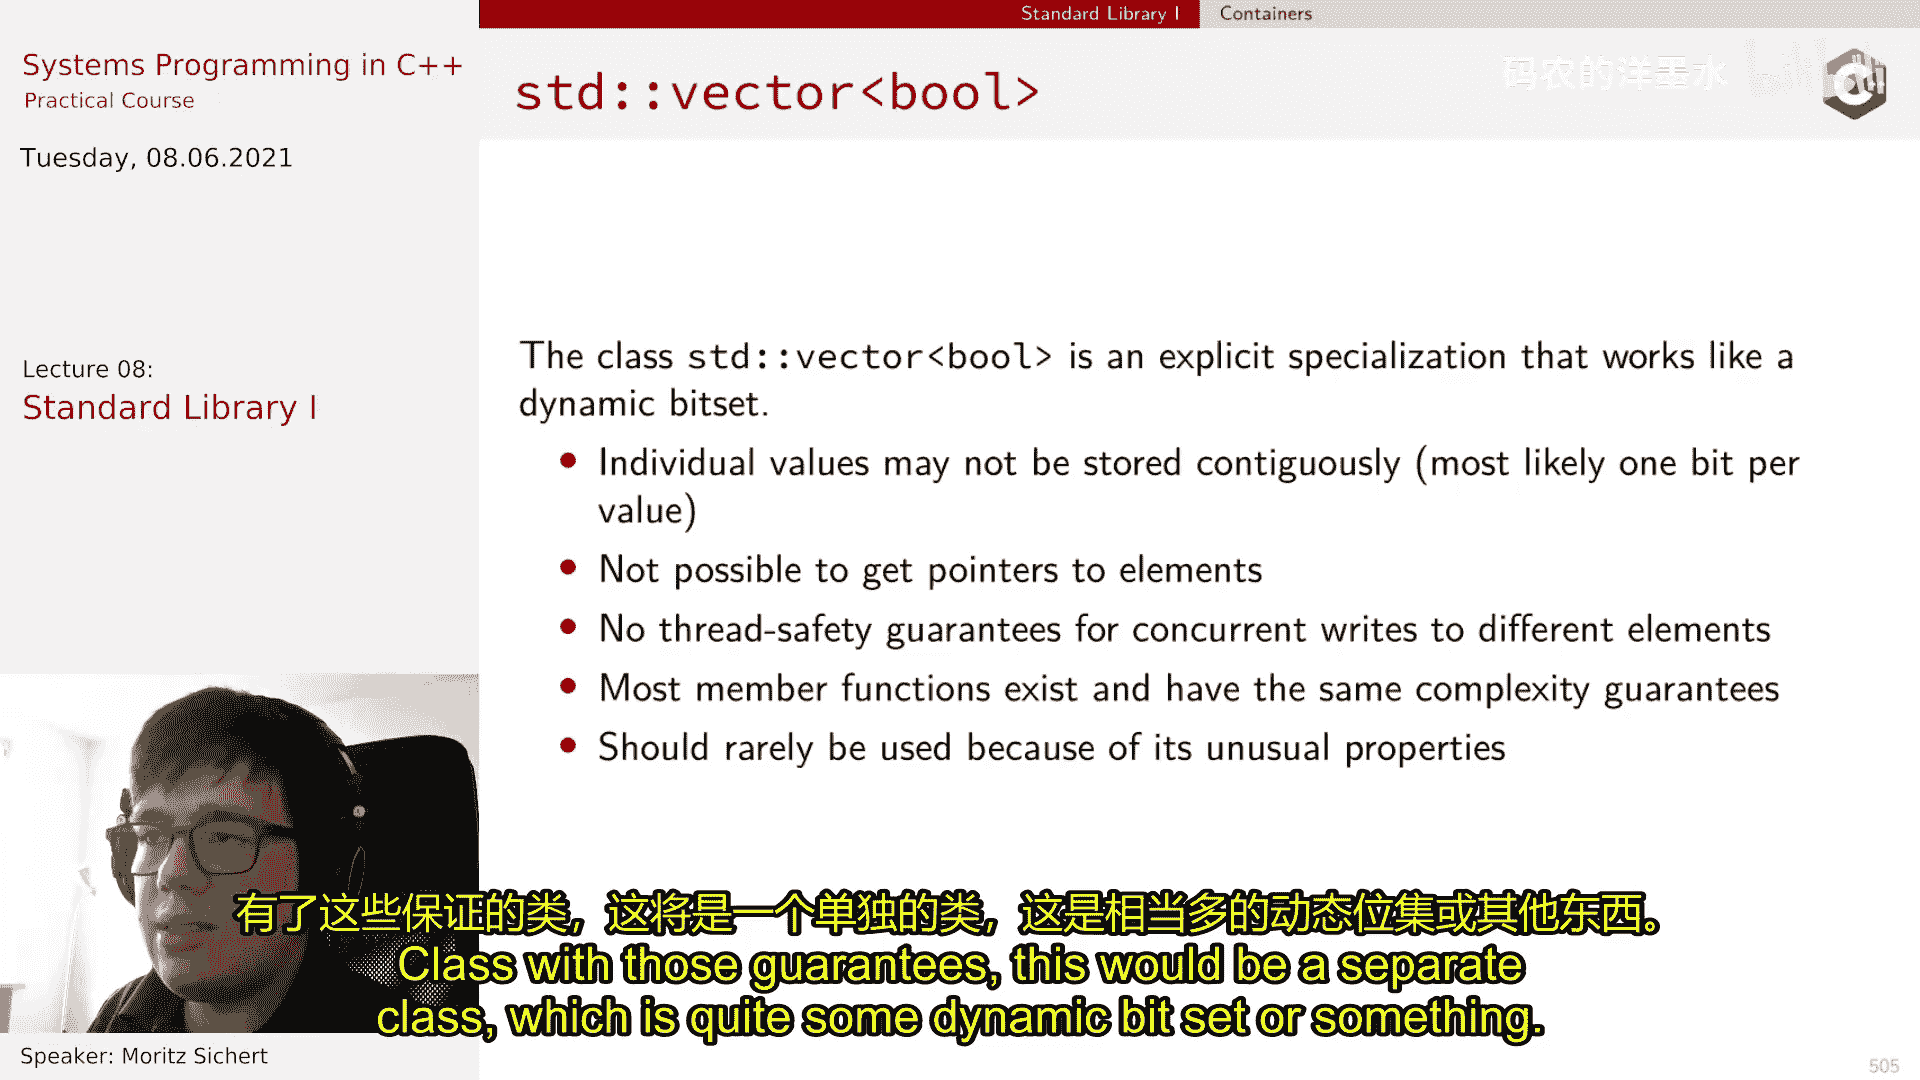 Standard Library I
Containers
Systems Programming in C++
Practical Course
Tuesday, 08.06.2021
std::vector<bool>
码农的洋墨水
Lecture 08:
Standard Library I
The class std::vector<bool> is an explicit specialization that works like a
dynamic bitset.
• Individual values may not be stored contiguously (most likely one bit per
value)
• Not possible to get pointers to elements
• No thread-safety guarantees for concurrent writes to different elements
• Most member functions exist and have the same complexity guarantees
• Should rarely be used because of its unusual properties
有了这些保证的类，这将是一个单独的类，这是相当多的动态位集或其他东西。
Class with those guarantees, this would be a separate
class, which is quite some dynamic bit set or something.
Speaker: Moritz Sichert
505